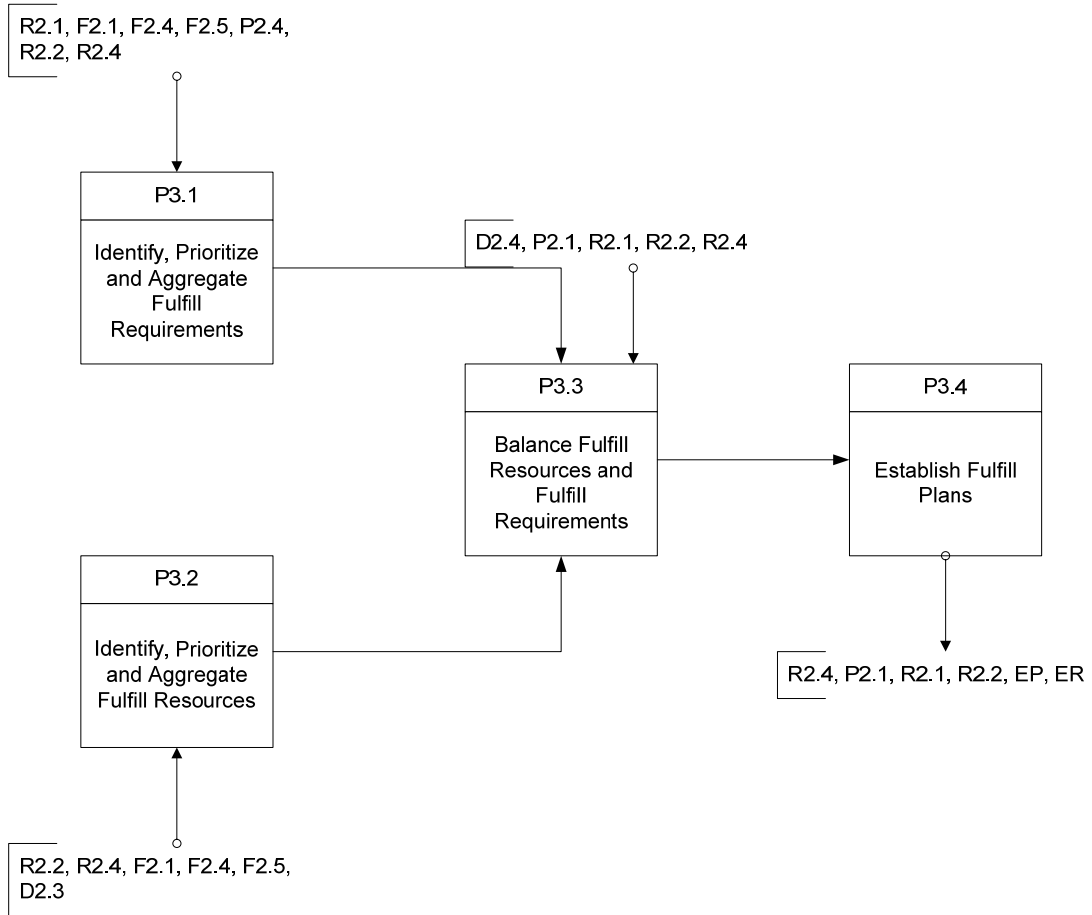 R2.1, F2.1, F2.4, F2.5, P2.4,
R2.2, R2.4
P3.1
Identify, Prioritize
and Aggregate
Fulfill
Requirements
D2.4, P2.1, R2.1, R2.2, R2.4
P3.3
Balance Fulfill
Resources and
Fulfill
Requirements
P3.4
Establish Fulfill
Plans
P3.2
Identify, Prioritize
and Aggregate
Fulfill Resources
R2.4, P2.1, R2.1, R2.2, EP, ER
R2.2, R2.4, F2.1, F2.4, F2.5,
D2.3